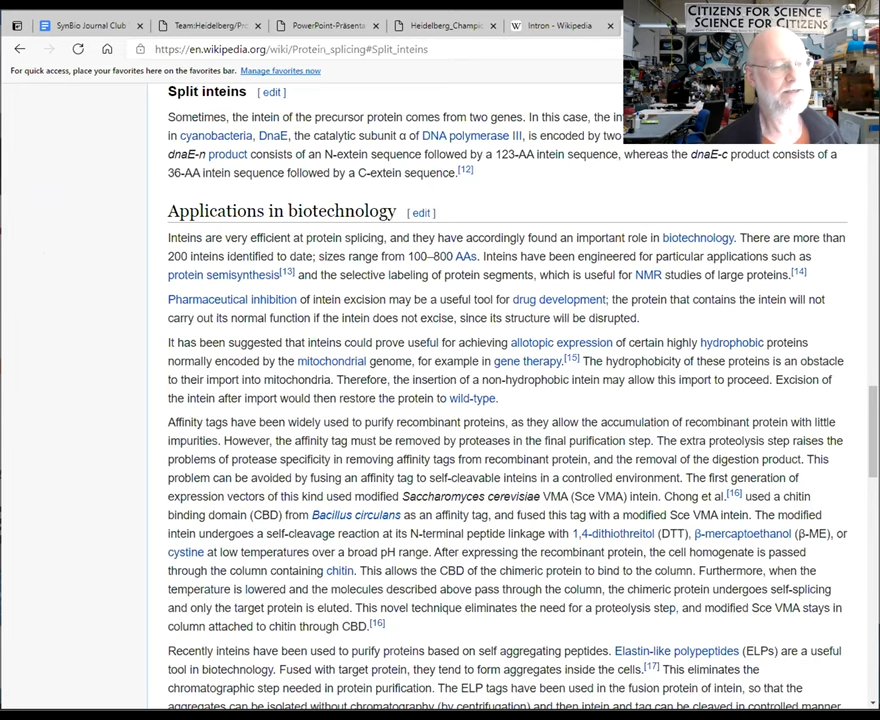 SynBio Journal Club
Team:Heidelberg/Pro
PowerPoint-Präsenta
Heidelberg_Champio
Intron - Wikipedia
https://en.wikipedia.org/wiki/Protein_splicing#Split_inteins
For quick access, place your favorites here on the favorites bar. Manage favorites now
CITIZENS FOR SCIENCE
SCIENCE FOR CITIZENS
Split inteins [ edit ]
Sometimes, the intein of the precursor protein comes from two genes. In this case, the in
in cyanobacteria, DnaE, the catalytic subunit α of DNA polymerase III, is encoded by two
dnaE-n product consists of an N-extein sequence followed by a 123-AA intein sequence, whereas the dnaE-c product consists of a
36-AA intein sequence followed by a C-extein sequence.[12]
Applications in biotechnology [ edit ]
Inteins are very efficient at protein splicing, and they have accordingly found an important role in biotechnology. There are more than
200 inteins identified to date; sizes range from 100–800 AAs. Inteins have been engineered for particular applications such as
protein semisynthesis[13] and the selective labeling of protein segments, which is useful for NMR studies of large proteins.[14]
Pharmaceutical inhibition of intein excision may be a useful tool for drug development; the protein that contains the intein will not
carry out its normal function if the intein does not excise, since its structure will be disrupted.
It has been suggested that inteins could prove useful for achieving allotopic expression of certain highly hydrophobic proteins
normally encoded by the mitochondrial genome, for example in gene therapy.[15] The hydrophobicity of these proteins is an obstacle
to their import into mitochondria. Therefore, the insertion of a non-hydrophobic intein may allow this import to proceed. Excision of
the intein after import would then restore the protein to wild-type.
Affinity tags have been widely used to purify recombinant proteins, as they allow the accumulation of recombinant protein with little
impurities. However, the affinity tag must be removed by proteases in the final purification step. The extra proteolysis step raises the
problems of protease specificity in removing affinity tags from recombinant protein, and the removal of the digestion product. This
problem can be avoided by fusing an affinity tag to self-cleavable inteins in a controlled environment. The first generation of
expression vectors of this kind used modified Saccharomyces cerevisiae VMA (Sce VMA) intein. Chong et al.[16] used a chitin
binding domain (CBD) from Bacillus circulans as an affinity tag, and fused this tag with a modified Sce VMA intein. The modified
intein undergoes a self-cleavage reaction at its N-terminal peptide linkage with 1,4-dithiothreitol (DTT), β-mercaptoethanol (β-ME), or
cystine at low temperatures over a broad pH range. After expressing the recombinant protein, the cell homogenate is passed
through the column containing chitin. This allows the CBD of the chimeric protein to bind to the column. Furthermore, when the
temperature is lowered and the molecules described above pass through the column, the chimeric protein undergoes self-splicing
and only the target protein is eluted. This novel technique eliminates the need for a proteolysis step, and modified Sce VMA stays in
column attached to chitin through CBD.[16]
Recently inteins have been used to purify proteins based on self aggregating peptides. Elastin-like polypeptides (ELPs) are a useful
tool in biotechnology. Fused with target protein, they tend to form aggregates inside the cells.[17] This eliminates the
chromatographic step needed in protein purification. The ELP tags have been used in the fusion protein of intein, so that the
aggregates can be isolated without chromatography (by centrifugation) and then intein and tag can be cleaved in controlled manner